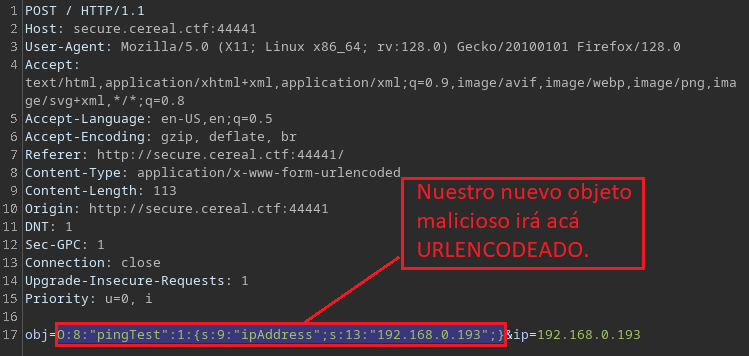 1 POST / HTTP/1.1
2 Host: secure.cereal.ctf:44441
3 User-Agent: Mozilla/5.0 (X11; Linux x86_64; rv:128.0) Gecko/20100101 Firefox/128.0
4 Accept:
text/html,application/xhtml+xml,application/xml;q=0.9,image/avif,image/webp,image/png,ima
ge/svg+xml,*/*;q=0.8
5 Accept-Language: en-US,en;q=0.5
6 Accept-Encoding: gzip, deflate, br
7 Referer: http://secure.cereal.ctf:44441/
8 Content-Type: application/x-www-form-urlencoded
9 Content-Length: 113
10 Origin: http://secure.cereal.ctf:44441
11 DNT: 1
12 Sec-GPC: 1
13 Connection: close
14 Upgrade-Insecure-Requests: 1
15 Priority: u=0, i
16
17 obj=O:8:"pingTest":1:{s:9:"ipAddress";s:13:"192.168.0.193";}&ip=192.168.0.193
Nuestro nuevo objeto
malicioso irá acá
URLENCODEADO.